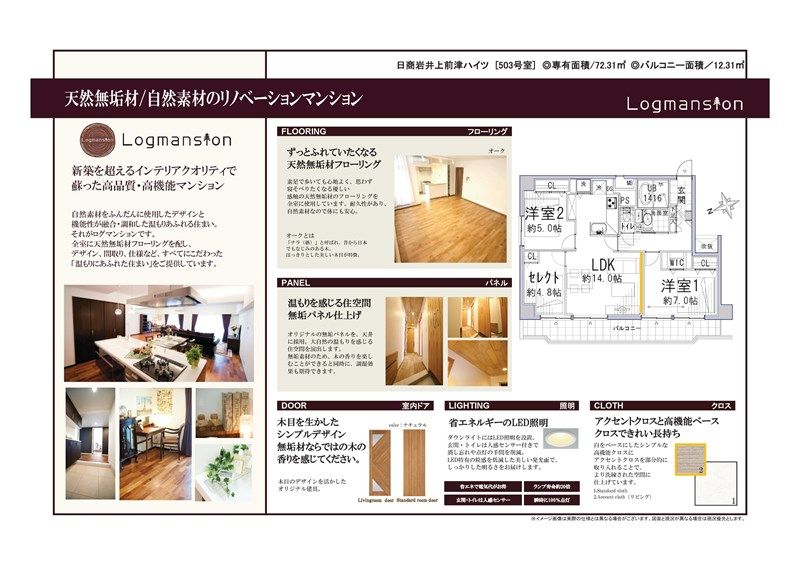 日商岩井上前津ハイツ [503号室] ◎専有面積/72.31㎡ ◎バルコニー面積/12.31㎡
天然無垢材/自然素材のリノベーションマンション
Logmansion
Logmansion
Logmansion
新築を超えるインテリアクオリティで
蘇った高品質・高機能マンション
自然素材をふんだんに使用したデザインと
機能性が融合・調和した温もりあふれる住まい。
それがログマンションです。
全室に天然無垢材フローリングを配し、
デザイン、間取り、仕様など、すべてにこだわった
「温もりにあふれた住まい」をご提供しています。
FLOORING フローリング
ずっとふれていたくなる
天然無垢材フローリング
オーク
素足で歩いても心地よく、思わず
寝そべりたくなる優しい
感触の天然無垢材のフローリングを
全室に使用しています。耐久性があり、
自然素材なので体にも安心。
オークとは
「ナラ（楢）」と呼ばれ、昔から日本
でもなじみのある木。
はっきりとした美しい木目が特徴。
PANEL パネル
温もりを感じる住空間
無垢パネル仕上げ
オリジナルの無垢パネルを、天井
に採用。大自然の温もりを感じる
住空間を演出します。
無垢素材のため、木の香りを楽し
むことができると同時に、調湿効
果も期待できます。
CL
洗
冷
DS
UB
1416
玄関
洋室2
約5.0帖
PS
洗面室
トイレ
吹抜
N
CL
セレクト
約4.8帖
LDK
約14.0帖
WIC
CL
洋室1
約7.0帖
バルコニー
DOOR 室内ドア
木目を生かした
シンプルデザイン
無垢材ならではの木の
香りを感じてください。
木目のデザインを活かした
オリジナル建具。
color:ナチュラル
Livingroom door Standard room door
LIGHTING 照明
省エネルギーのLED照明
ダウンライトにはLED照明を設置。
玄関・トイレは人感センサー付きで
消し忘れや点灯の手間を削減。
LED特有の粒感を低減した美しい発光面で、
しっかりした明るさをお届けします。
省エネで電気代がお得
ランプ寿命約20倍
玄関・トイレは人感センサー
瞬時に100%点灯
CLOTH クロス
アクセントクロスと高機能ベース
クロスできれい長持ち
白をベースにしたシンプルな
高機能クロスに
アクセントクロスを部分的に
取り入れることで、
より洗練された空間に
仕上げています。
1.Standard cloth
2.Accent cloth（リビング）
2
1
※イメージ画像は実際の仕様とは異なる場合がございます。図面と現況が異なる場合は現況優先とします。